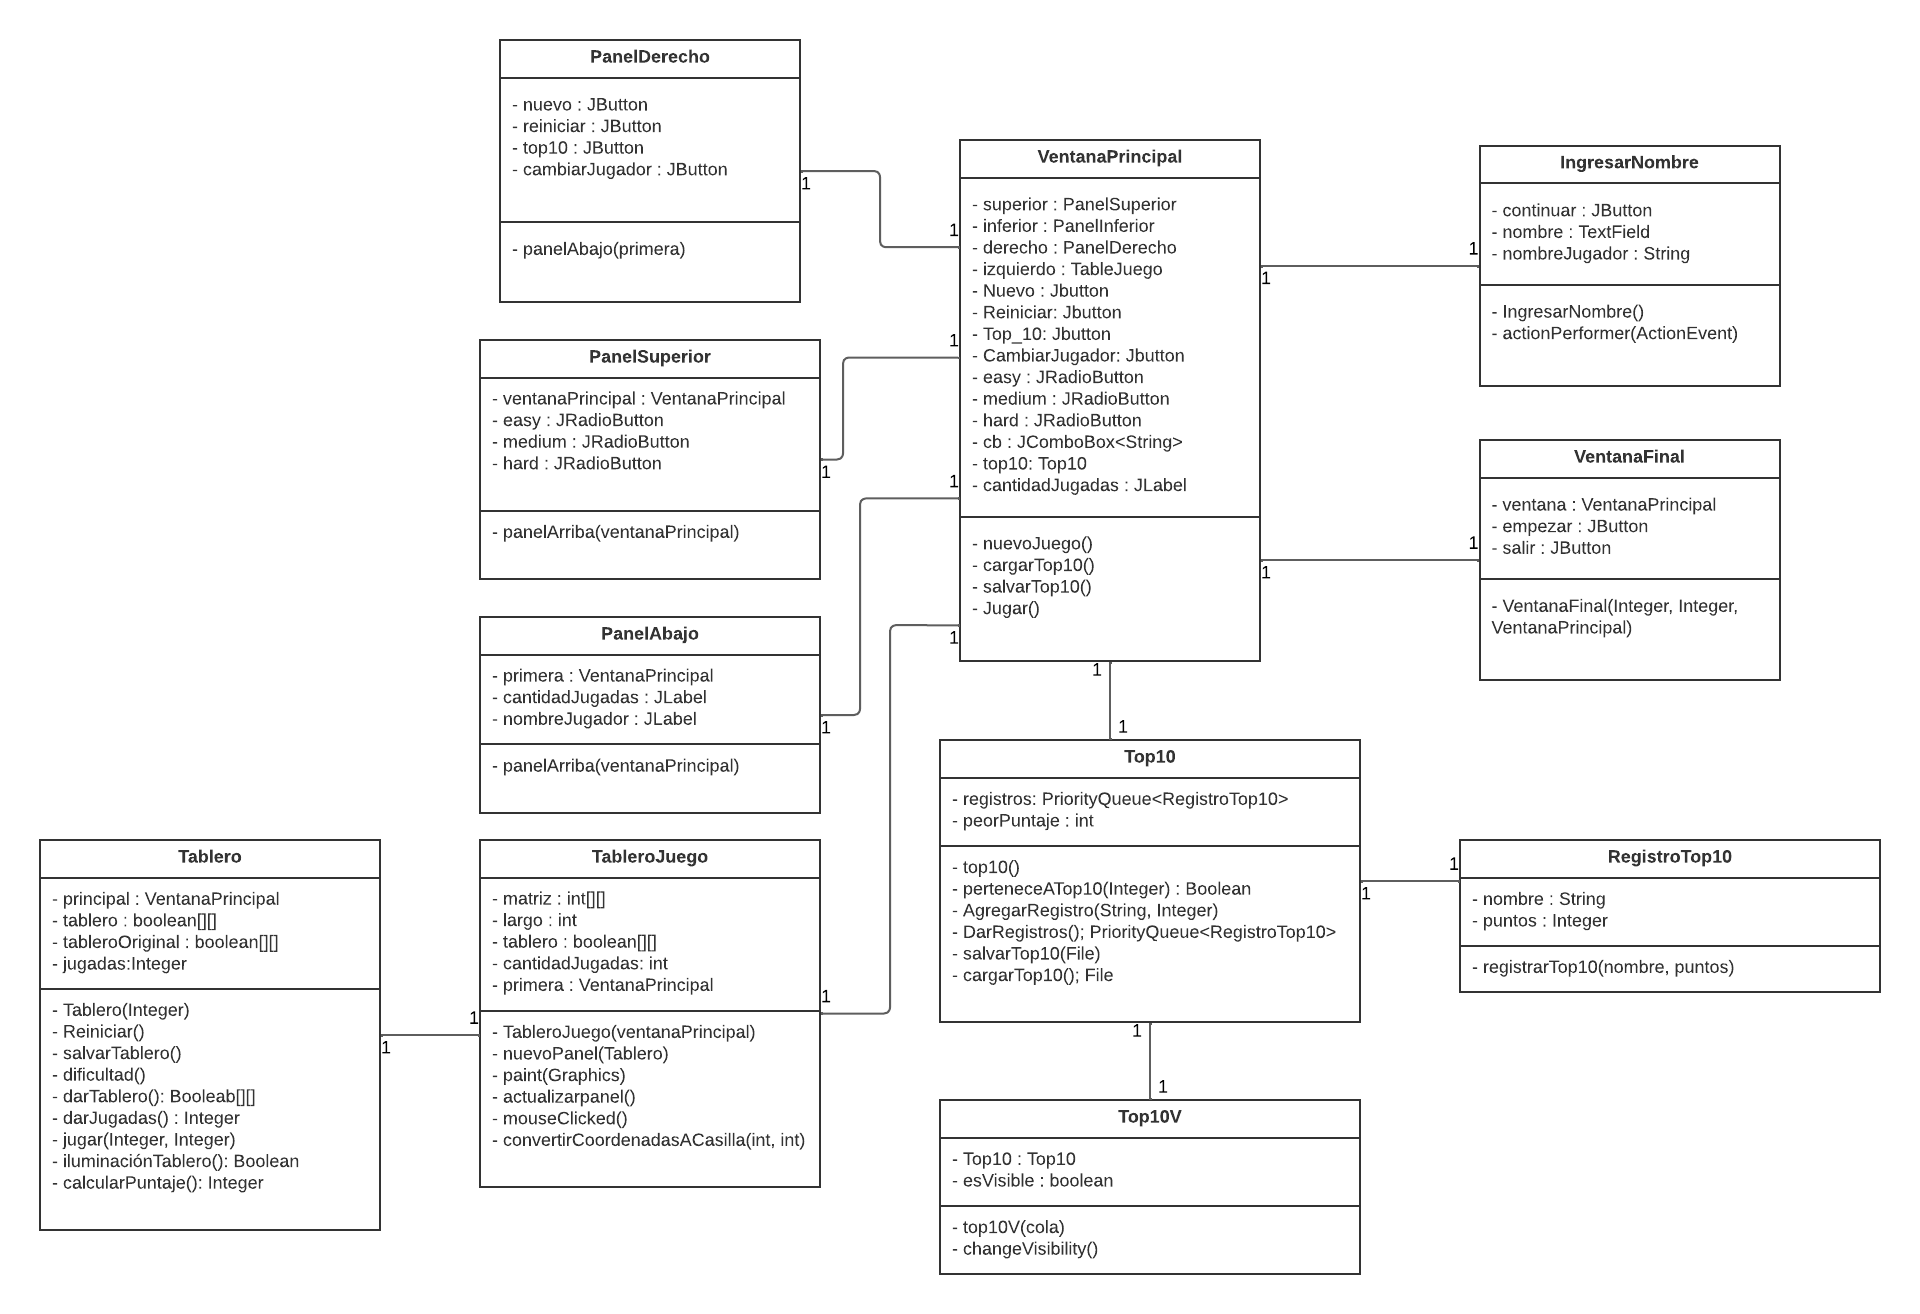 PanelDerecho
- nuevo : JButton
- reiniciar : JButton
- top10 : JButton
- cambiarJugador : JButton
- panelAbajo(primera)
1
1
PanelSuperior
- ventanaPrincipal : VentanaPrincipal
- easy : JRadioButton
- medium : JRadioButton
- hard : JRadioButton
- panelArriba(ventanaPrincipal)
1
1
PanelAbajo
- primera : VentanaPrincipal
- cantidadJugadas : JLabel
- nombreJugador : JLabel
- panelArriba(ventanaPrincipal)
1
1
VentanaPrincipal
- superior : PanelSuperior
- inferior : PanelInferior
- derecho : PanelDerecho
- izquierdo : TableJuego
- Nuevo : Jbutton
- Reiniciar: Jbutton
- Top_10: Jbutton
- CambiarJugador: Jbutton
- easy : JRadioButton
- medium : JRadioButton
- hard : JRadioButton
- cb : JComboBox<String>
- top10: Top10
- cantidadJugadas : JLabel
- nuevoJuego()
- cargarTop10()
- salvarTop10()
- Jugar()
1
1
IngresarNombre
- continuar : JButton
- nombre : TextField
- nombreJugador : String
- IngresarNombre()
- actionPerformer(ActionEvent)
1
1
VentanaFinal
- ventana : VentanaPrincipal
- empezar : JButton
- salir : JButton
- VentanaFinal(Integer, Integer,
VentanaPrincipal)
1
1
Tablero
- principal : VentanaPrincipal
- tablero : boolean[][]
- tableroOriginal : boolean[][]
- jugadas:Integer
- Tablero(Integer)
- Reiniciar()
- salvarTablero()
- dificultad()
- darTablero(): Booleab[][]
- darJugadas() : Integer
- jugar(Integer, Integer)
- iluminaciónTablero(): Boolean
- calcularPuntaje(): Integer
1
1
TableroJuego
- matriz : int[][]
- largo : int
- tablero : boolean[][]
- cantidadJugadas: int
- primera : VentanaPrincipal
- TableroJuego(ventanaPrincipal)
- nuevoPanel(Tablero)
- paint(Graphics)
- actualizarpanel()
- mouseClicked()
- convertirCoordenadasACasilla(int, int)
1
1
Top10
- registros: PriorityQueue<RegistroTop10>
- peorPuntaje : int
- top10()
- perteneceATop10(Integer) : Boolean
- AgregarRegistro(String, Integer)
- DarRegistros(); PriorityQueue<RegistroTop10>
- salvarTop10(File)
- cargarTop10(); File
1
1
RegistroTop10
- nombre : String
- puntos : Integer
- registrarTop10(nombre, puntos)
1
1
Top10V
- Top10 : Top10
- esVisible : boolean
- top10V(cola)
- changeVisibility()